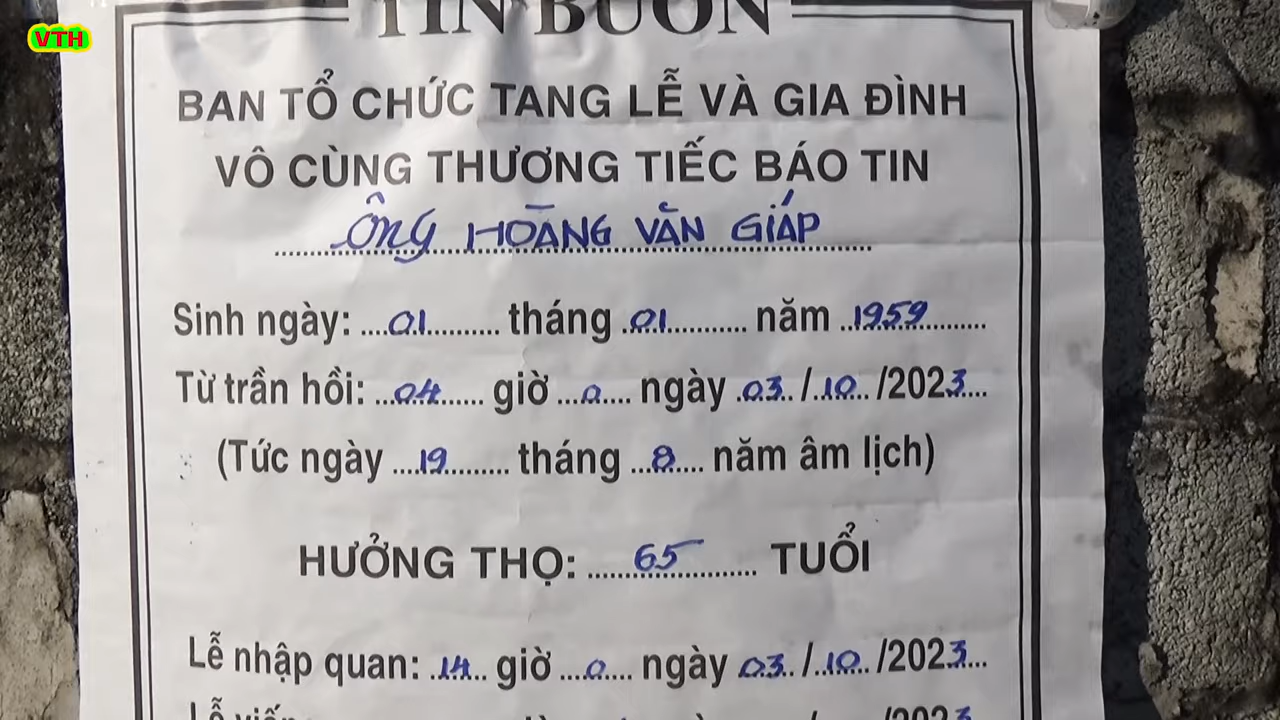 VTH
TIN BUỒN
BAN TỔ CHỨC TANG LỄ VÀ GIA ĐÌNH
VÔ CÙNG THƯƠNG TIẾC BÁO TIN
Ông HOÀNG VĂN GIÁP
Sinh ngày: ...01.......... tháng .01........... năm ..1959...........
Từ trần hồi: ...04...... giờ ...0.... ngày .03../..10.. /2023...
(Tức ngày ....19......... tháng ...8.... năm âm lịch)
HƯỞNG THỌ: .......65............ TUỔI
Lễ nhập quan: ..14.. giờ ....0.... ngày 03../..10.. /2023...